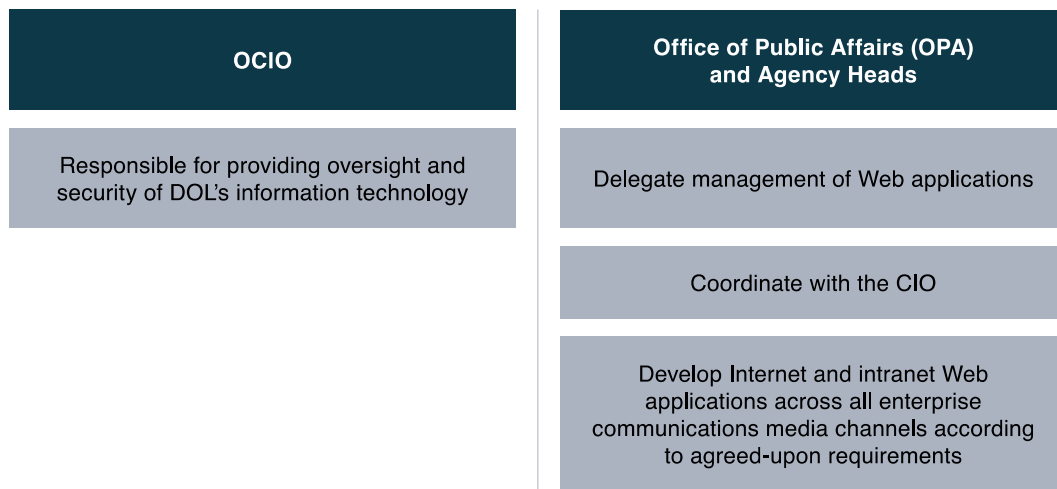 OCIO
Responsible for providing oversight and
security of DOL’s information technology
Office of Public Affairs (OPA)
and Agency Heads
Delegate management of Web applications
Coordinate with the CIO
Develop Internet and intranet Web
applications across all enterprise
communications media channels according
to agreed-upon requirements